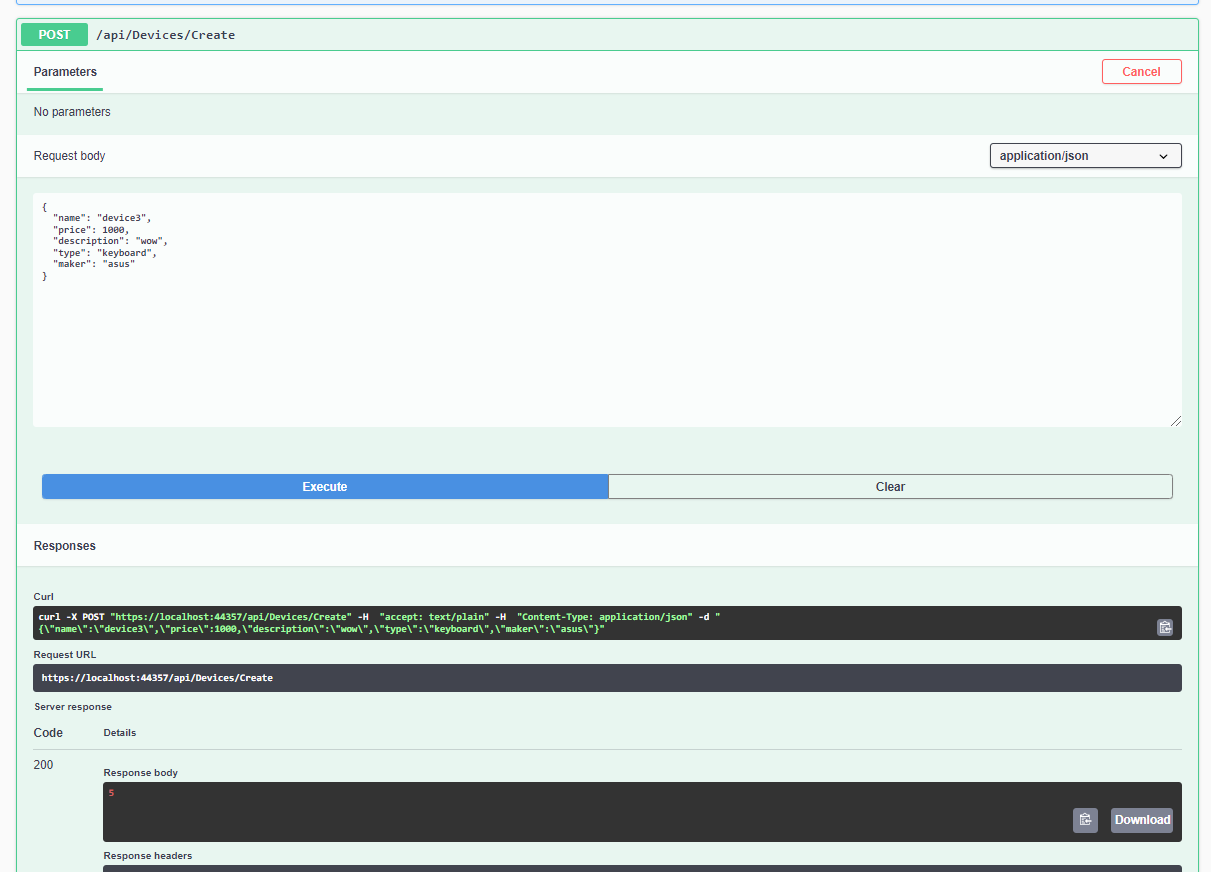 POST /api/Devices/Create
Parameters
Cancel
No parameters
Request body
application/json
{
  "name": "device3",
  "price": 1000,
  "description": "wow",
  "type": "keyboard",
  "maker": "asus"
}
Execute
Clear
Responses
Curl
curl -X POST "https://localhost:44357/api/Devices/Create" -H  "accept: text/plain" -H  "Content-Type: application/json" -d "
{\"name\":\"device3\",\"price\":1000,\"description\":\"wow\",\"type\":\"keyboard\",\"maker\":\"asus\"}"
Request URL
https://localhost:44357/api/Devices/Create
Server response
Code Details
200
Response body
5
Download
Response headers